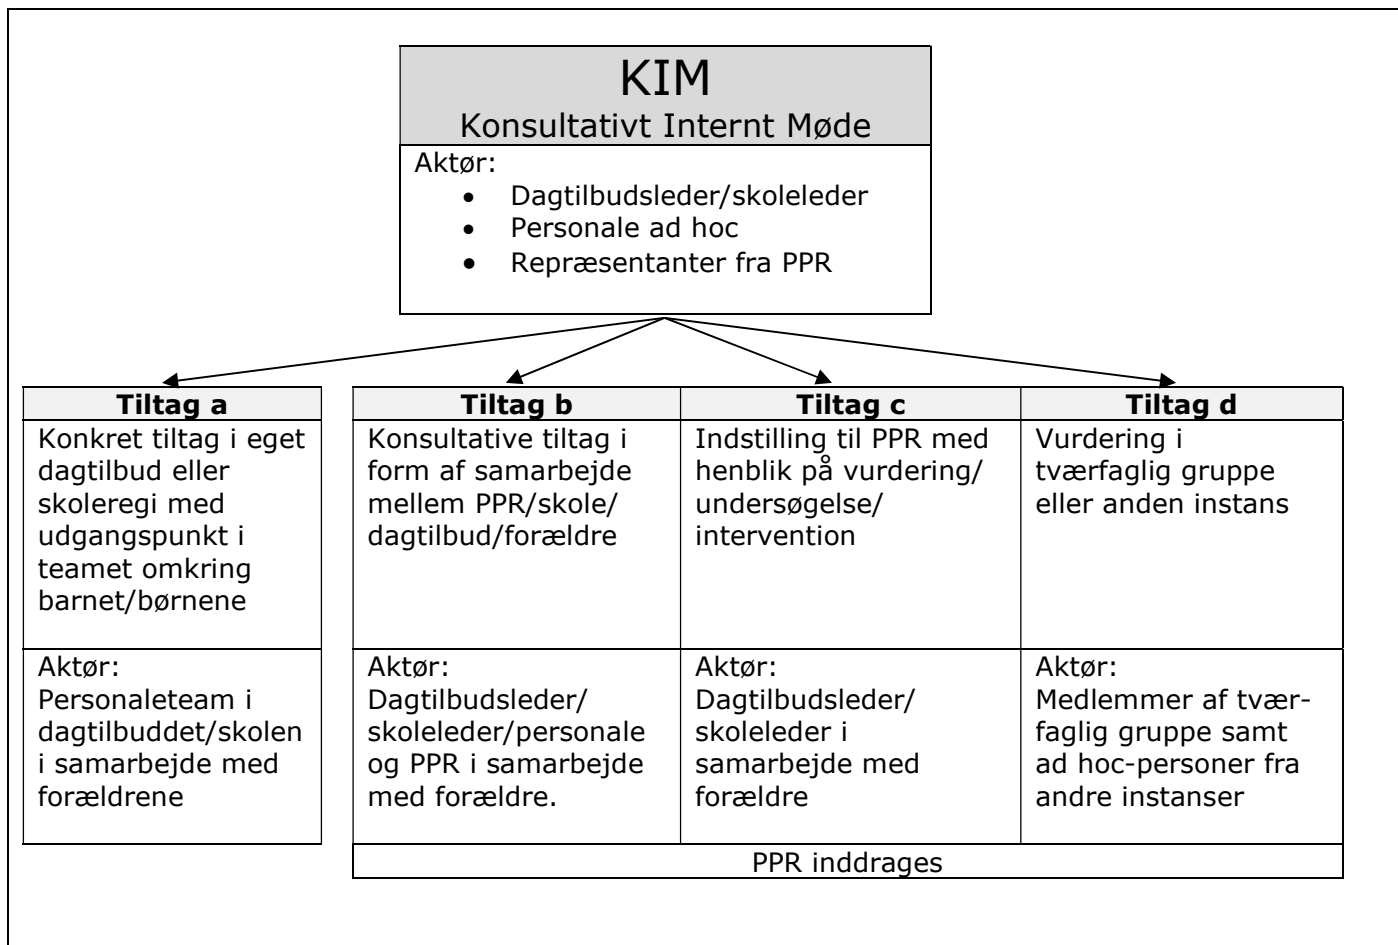 KIM
Konsultativt Internt Møde
Aktør:
• Dagtilbudsleder/skoleleder
• Personale ad hoc
• Repræsentanter fra PPR
Tiltag a
Konkret tiltag i eget
dagtilbud eller
skoleregi med
udgangspunkt i
teamet omkring
barnet/børnene
Aktør:
Personaleteam i
dagtilbuddet/skolen
i samarbejde med
forældrene
Tiltag b
Konsultative tiltag i
form af samarbejde
mellem PPR/skole/
dagtilbud/forældre
Aktør:
Dagtilbudsleder/
skoleleder/personale
og PPR i samarbejde
med forældre.
Tiltag c
Indstilling til PPR med
henblik på vurdering/
undersøgelse/
intervention
Aktør:
Dagtilbudsleder/
skoleleder i
samarbejde med
forældre
Tiltag d
Vurdering i
tværfaglig gruppe
eller anden instans
Aktør:
Medlemmer af tvær-
faglig gruppe samt
ad hoc-personer fra
andre instanser
PPR inddrages